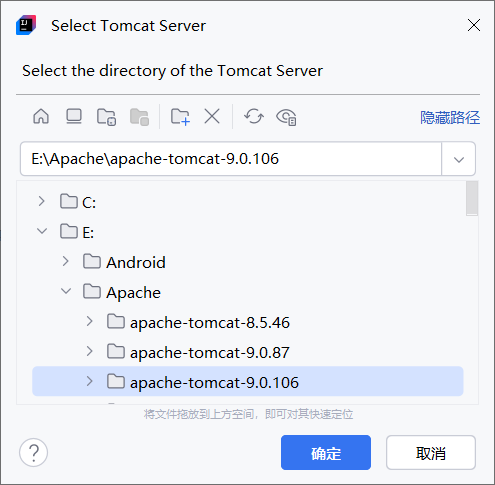 Select Tomcat Server
Select the directory of the Tomcat Server
隐藏路径
E:\Apache\apache-tomcat-9.0.106
C:
E:
Android
Apache
apache-tomcat-8.5.46
apache-tomcat-9.0.87
apache-tomcat-9.0.106
将文件拖放到上方空间，即可对其快速定位
?
确定
取消